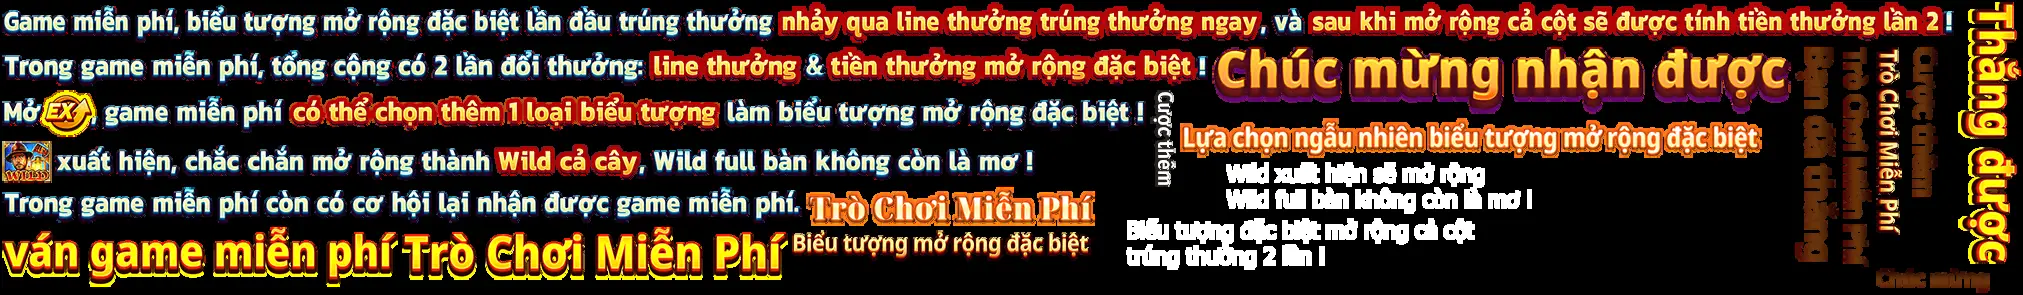 Game miễn phí, biểu tượng mở rộng đặc biệt lần đầu trúng thưởng nhảy qua line thưởng trúng thưởng ngay, và sau khi mở rộng cả cột sẽ được tính tiền thưởng lần 2 !
Trong game miễn phí, tổng cộng có 2 lần đổi thưởng: line thưởng & tiền thưởng mở rộng đặc biệt !
Mở EX, game miễn phí có thể chọn thêm 1 loại biểu tượng làm biểu tượng mở rộng đặc biệt !
WILD xuất hiện, chắc chắn mở rộng thành Wild cả cây, Wild full bàn không còn là mơ !
Trong game miễn phí còn có cơ hội lại nhận được game miễn phí.
Trò Chơi Miễn Phí
ván game miễn phí
Trò Chơi Miễn Phí
Biểu tượng mở rộng đặc biệt
Chúc mừng nhận được
Cược thêm
Lựa chọn ngẫu nhiên biểu tượng mở rộng đặc biệt
Wild xuất hiện sẽ mở rộng
Wild full bàn không còn là mơ !
Biểu tượng đặc biệt mở rộng cả cột
trúng thưởng 2 lần !
Bạn đã thắng
Trò Chơi Miễn Phí
Trò Chơi Miễn Phí
Cược thêm
Chúc mừng
Thắng được